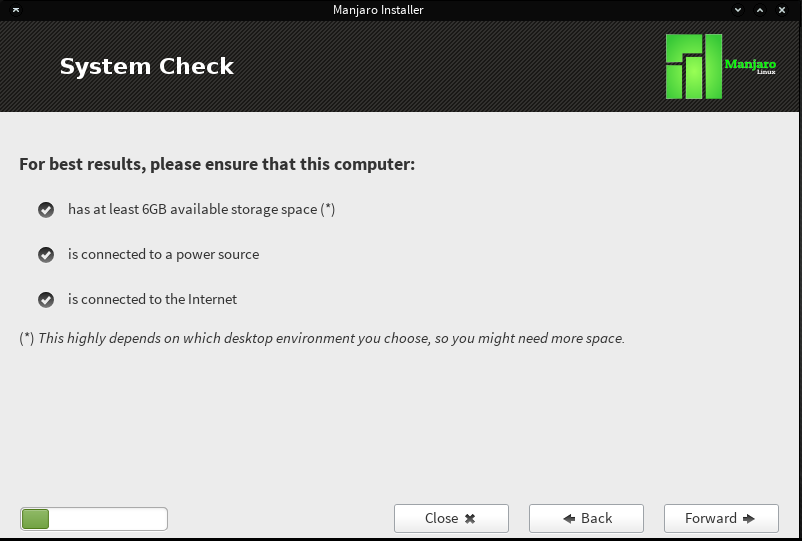 Manjaro Installer
System Check
Manjaro
Linux
For best results, please ensure that this computer:
has at least 6GB available storage space (*)
is connected to a power source
is connected to the Internet
(*) This highly depends on which desktop environment you choose, so you might need more space.
Close
Back
Forward